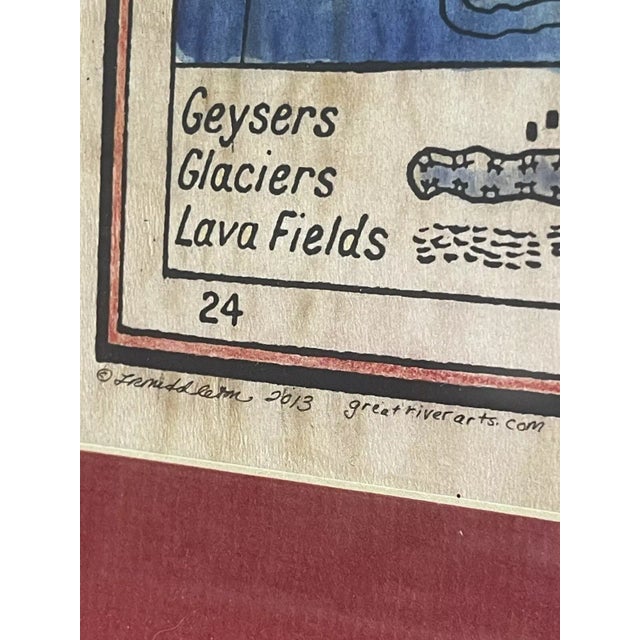 Geysers
Glaciers
Lava Fields
24
© 2013 greatriverarts.com